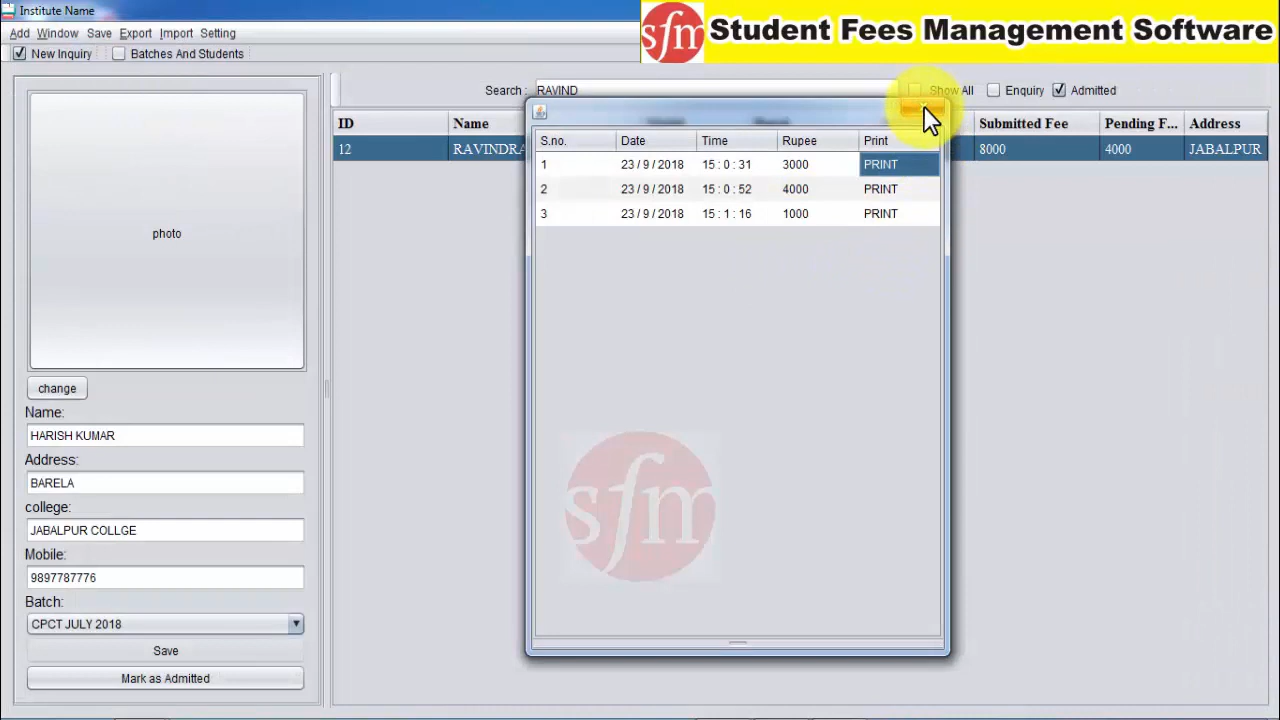 Institute Name
sfm Student Fees Management Software
Add Window Save Export Import Setting
New Inquiry Batches And Students
Search : RAVIND Show All Enquiry Admitted
ID Name Submitted Fee Pending F... Address
12 RAVINDRA 8000 4000 JABALPUR
S.no. Date Time Rupee Print
1 23 / 9 / 2018 15 : 0 : 31 3000 PRINT
2 23 / 9 / 2018 15 : 0 : 52 4000 PRINT
3 23 / 9 / 2018 15 : 1 : 16 1000 PRINT
sfm
photo
change
Name:
HARISH KUMAR
Address:
BARELA
college:
JABALPUR COLLGE
Mobile:
9897787776
Batch:
CPCT JULY 2018
Save
Mark as Admitted